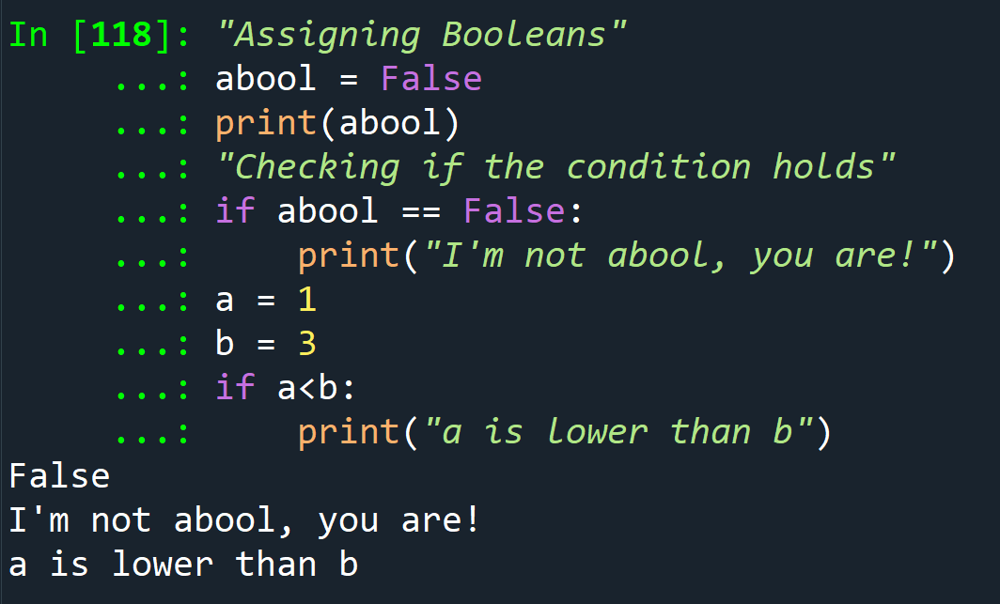 In [118]: "Assigning Booleans"
     ...: abool = False
     ...: print(abool)
     ...: "Checking if the condition holds"
     ...: if abool == False:
     ...:     print("I'm not abool, you are!")
     ...: a = 1
     ...: b = 3
     ...: if a<b:
     ...:     print("a is lower than b")
False
I'm not abool, you are!
a is lower than b